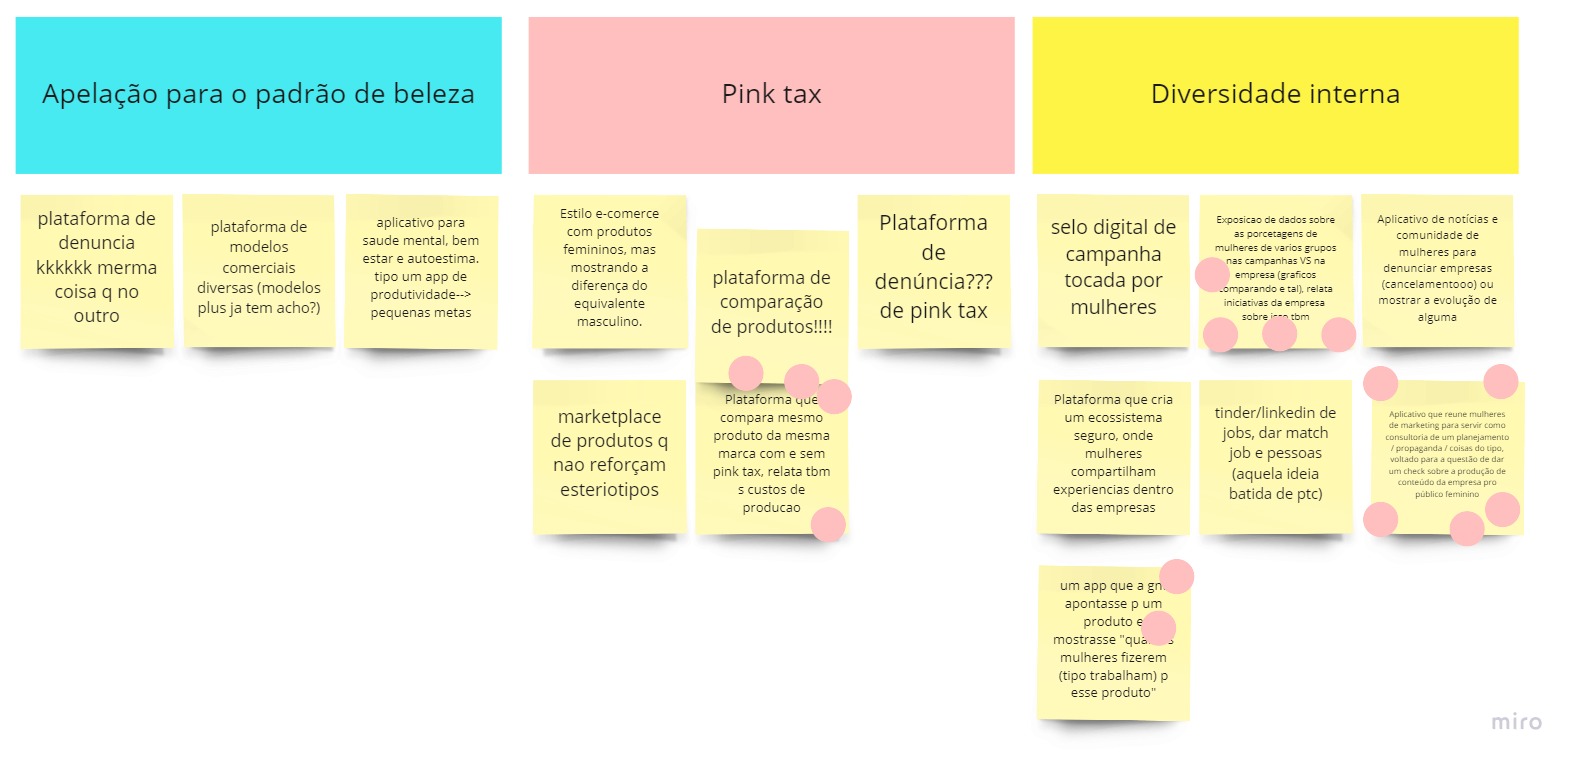 Apelação para o padrão de beleza
Pink tax
Diversidade interna
plataforma de
denuncia
kkkkkk merma
coisa q no
outro
plataforma de
modelos
comerciais
diversas (modelos
plus ja tem acho?)
aplicativo para
saude mental, bem
estar e autoestima.
tipo um app de
produtividade-->
pequenas metas
Estilo e-comerce
com produtos
femininos, mas
mostrando a
diferença do
equivalente
masculino.
plataforma de
comparação
de produtos!!!!
Plataforma
de
denúncia???
de pink tax
marketplace
de produtos q
nao reforçam
esteriotipos
Plataforma que
compara mesmo
produto da mesma
marca com e sem
pink tax, relata tbm
s custos de
producao
selo digital de
campanha
tocada por
mulheres
Exposicao de dados sobre
as porcetagens de
mulheres de varios grupos
nas campanhas VS na
empresa (graficos
comparando e tal), relata
iniciativas da empresa
sobre isso tbm
Aplicativo de notícias e
comunidade de
mulheres para
denunciar empresas
(cancelamentooo) ou
mostrar a evolução de
alguma
Plataforma que cria
um ecossistema
seguro, onde
mulheres
compartilham
experiencias dentro
das empresas
tinder/linkedin de
jobs, dar match
job e pessoas
(aquela ideia
batida de ptc)
Aplicativo que reune mulheres
de marketing para servir como
consultoria de um planejamento
/ propaganda / coisas do tipo,
voltado para a questão de dar
um check sobre a produção de
conteúdo da empresa pro
público feminino
um app que a gnt
apontasse p um
produto e
mostrasse "quantas
mulheres fizerem
(tipo trabalham) p
esse produto"
miro